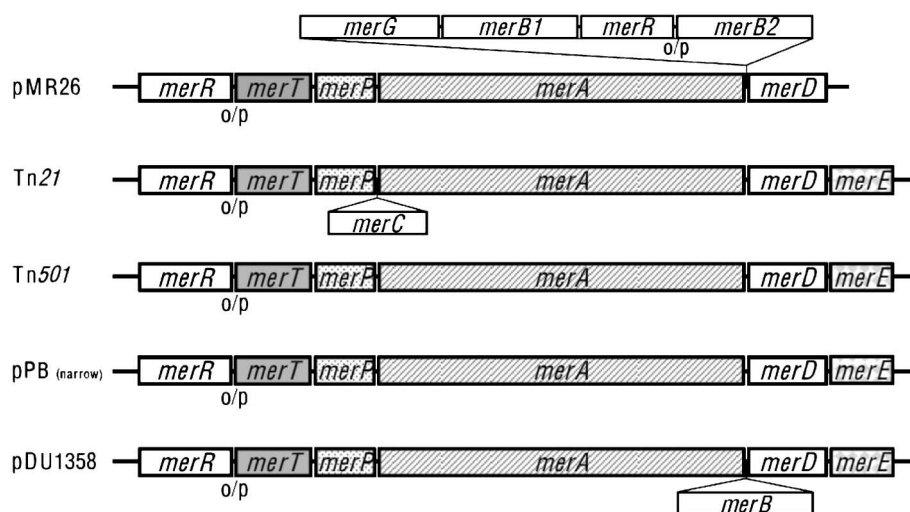 merG merB1 merR merB2
o/p
pMR26 merR merT merP merA merD
o/p
Tn21 merR merT merP merA merD merE
o/p
merC
Tn501 merR merT merP merA merD merE
o/p
pPB (narrow) merR merT merP merA merD merE
o/p
pDU1358 merR merT merP merA merD merE
o/p
merB